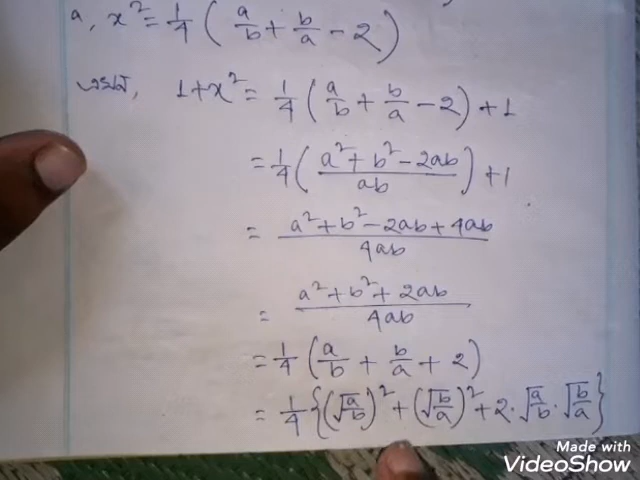 a, x² = 1/4 (a/b + b/a - 2)
এখন, 1+x² = 1/4 (a/b + b/a - 2) + 1
= 1/4 ((a² + b² - 2ab)/ab) + 1
= (a² + b² - 2ab + 4ab)/4ab
= (a² + b² + 2ab)/4ab
= 1/4 (a/b + b/a + 2)
= 1/4 {(√(a/b))² + (√(b/a))² + 2·√(a/b)·√(b/a)}
Made with
VideoShow